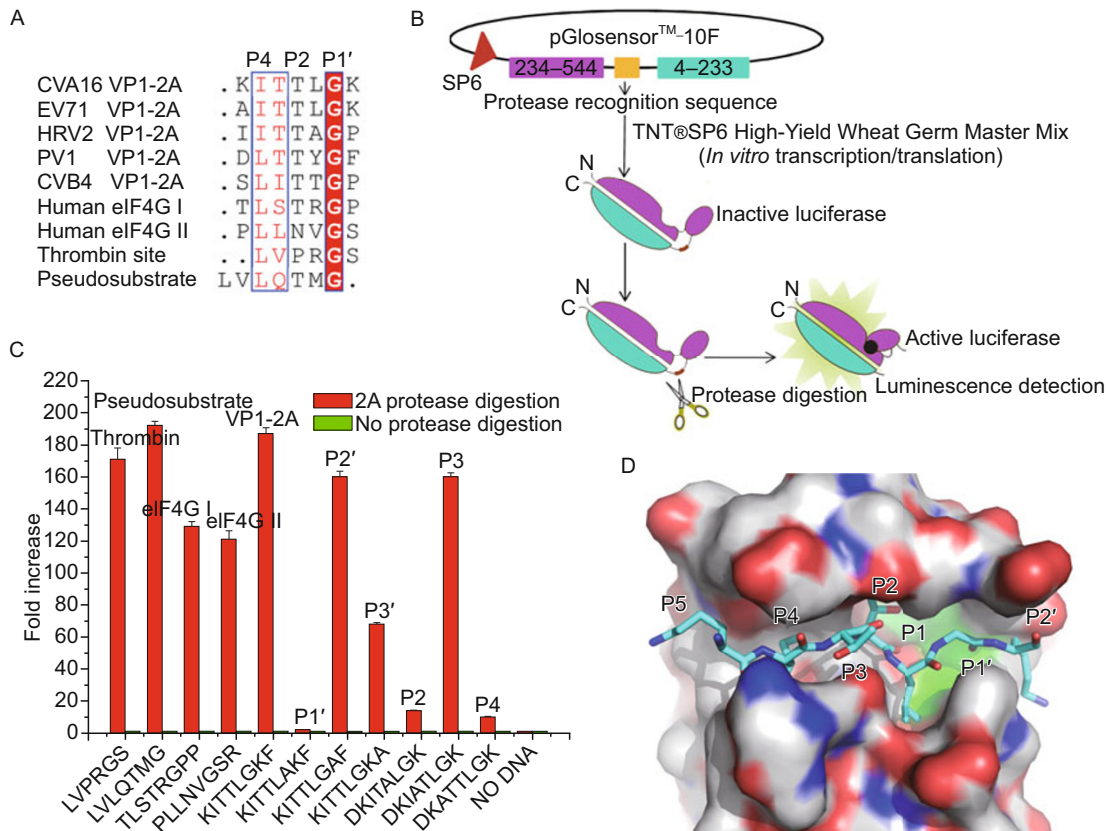 A
P4 P2 P1′
CVA16 VP1-2A .KITTLGK
EV71 VP1-2A .AITTLGK
HRV2 VP1-2A .IITTAGP
PV1 VP1-2A .DLTTYGF
CVB4 VP1-2A .SLITTGP
Human eIF4G I .TLSTRGP
Human eIF4G II .PLLNVGS
Thrombin site ..LVPRGS
Pseudosubstrate LVLQTMG.
B
pGlosensor™-10F
SP6
234–544
4–233
Protease recognition sequence
TNT®SP6 High-Yield Wheat Germ Master Mix
(In vitro transcription/translation)
N
C
Inactive luciferase
N
C
Protease digestion
N
C
Active luciferase
Luminescence detection
C
Fold increase
220
200
180
160
140
120
100
80
60
40
20
0
2A protease digestion
No protease digestion
Pseudosubstrate
Thrombin
eIF4G I
eIF4G II
VP1-2A
P1′
P2′
P3′
P2
P3
P4
LVPRGS
LVLQTMG
TLSTRGPP
PLLNVGSR
KITTLGKF
KITTLAKF
KITTLGAF
KITTLGKA
DKITALGK
DKIATLGK
DKATTLGK
NO DNA
D
P5
P4
P2
P3
P1
P1′
P2′